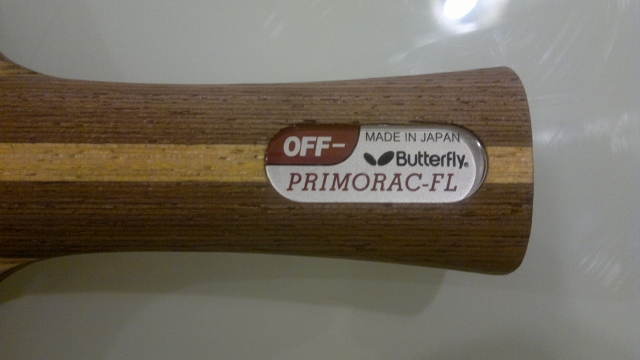 OFF-
MADE IN JAPAN
Butterfly®
PRIMORAC-FL